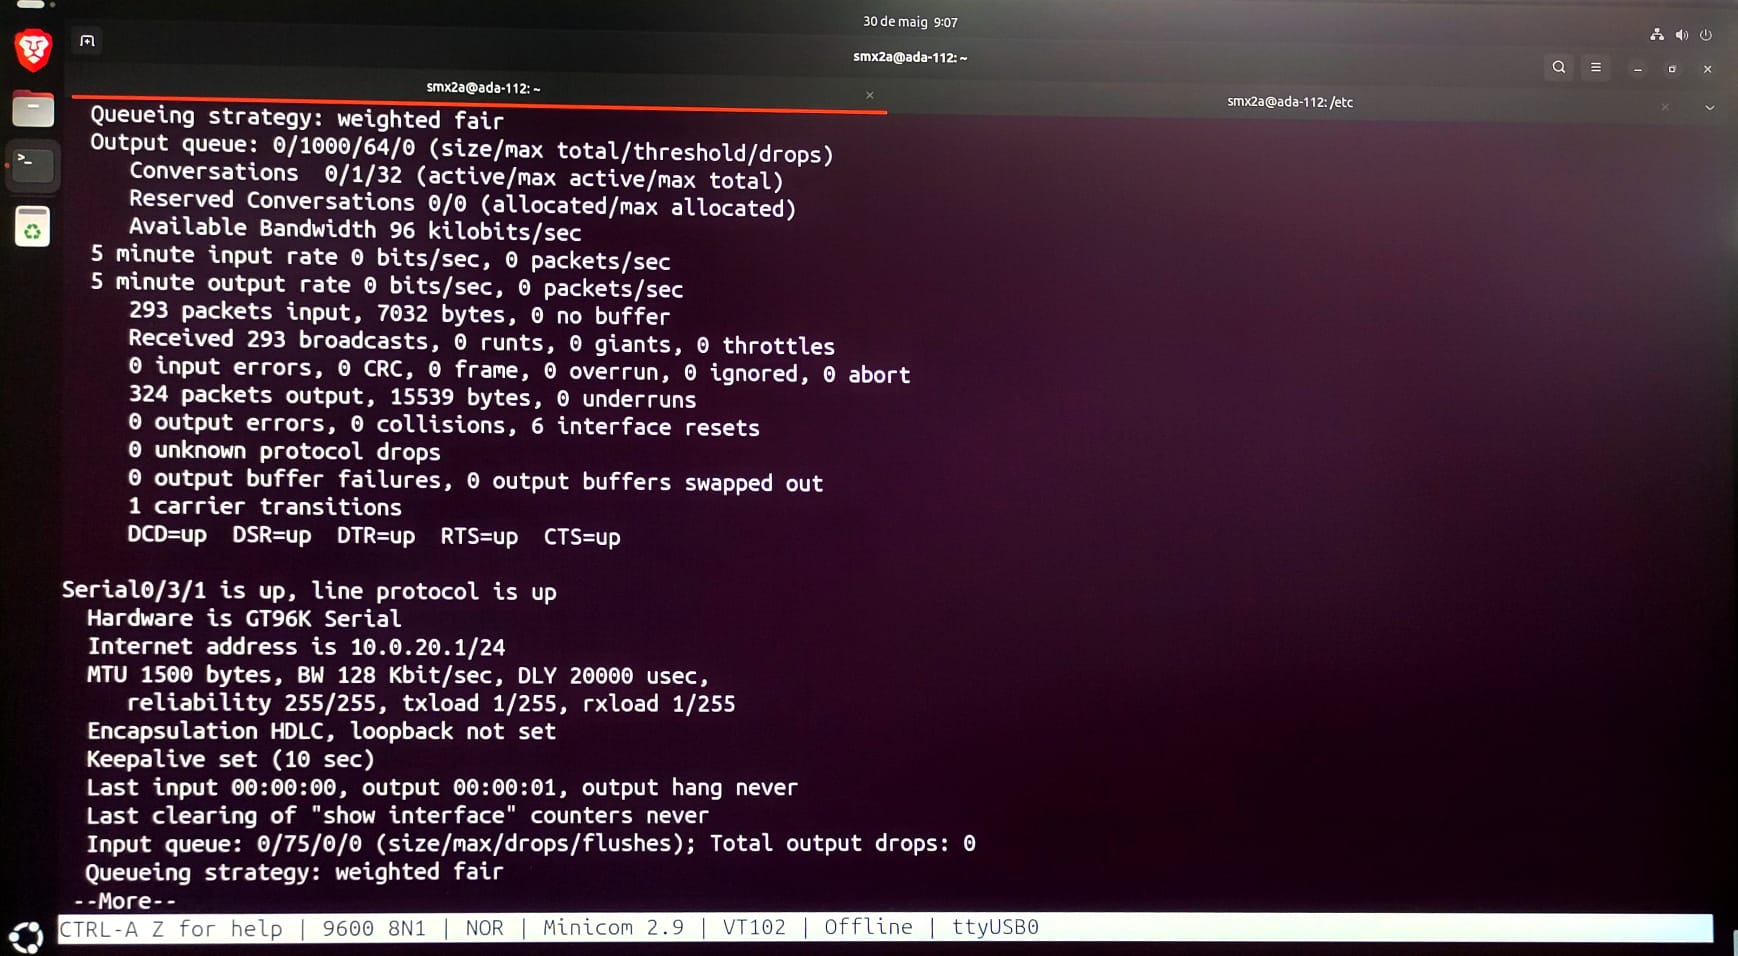 30 de maig 9:07
smx2a@ada-112: ~
smx2a@ada-112: ~
smx2a@ada-112: /etc
Queueing strategy: weighted fair
Output queue: 0/1000/64/0 (size/max total/threshold/drops)
Conversations 0/1/32 (active/max active/max total)
Reserved Conversations 0/0 (allocated/max allocated)
Available Bandwidth 96 kilobits/sec
5 minute input rate 0 bits/sec, 0 packets/sec
5 minute output rate 0 bits/sec, 0 packets/sec
293 packets input, 7032 bytes, 0 no buffer
Received 293 broadcasts, 0 runts, 0 giants, 0 throttles
0 input errors, 0 CRC, 0 frame, 0 overrun, 0 ignored, 0 abort
324 packets output, 15539 bytes, 0 underruns
0 output errors, 0 collisions, 6 interface resets
0 unknown protocol drops
0 output buffer failures, 0 output buffers swapped out
1 carrier transitions
DCD=up DSR=up DTR=up RTS=up CTS=up
Serial0/3/1 is up, line protocol is up
Hardware is GT96K Serial
Internet address is 10.0.20.1/24
MTU 1500 bytes, BW 128 Kbit/sec, DLY 20000 usec,
reliability 255/255, txload 1/255, rxload 1/255
Encapsulation HDLC, loopback not set
Keepalive set (10 sec)
Last input 00:00:00, output 00:00:01, output hang never
Last clearing of "show interface" counters never
Input queue: 0/75/0/0 (size/max/drops/flushes); Total output drops: 0
Queueing strategy: weighted fair
--More--
CTRL-A Z for help | 9600 8N1 | NOR | Minicom 2.9 | VT102 | Offline | ttyUSB0